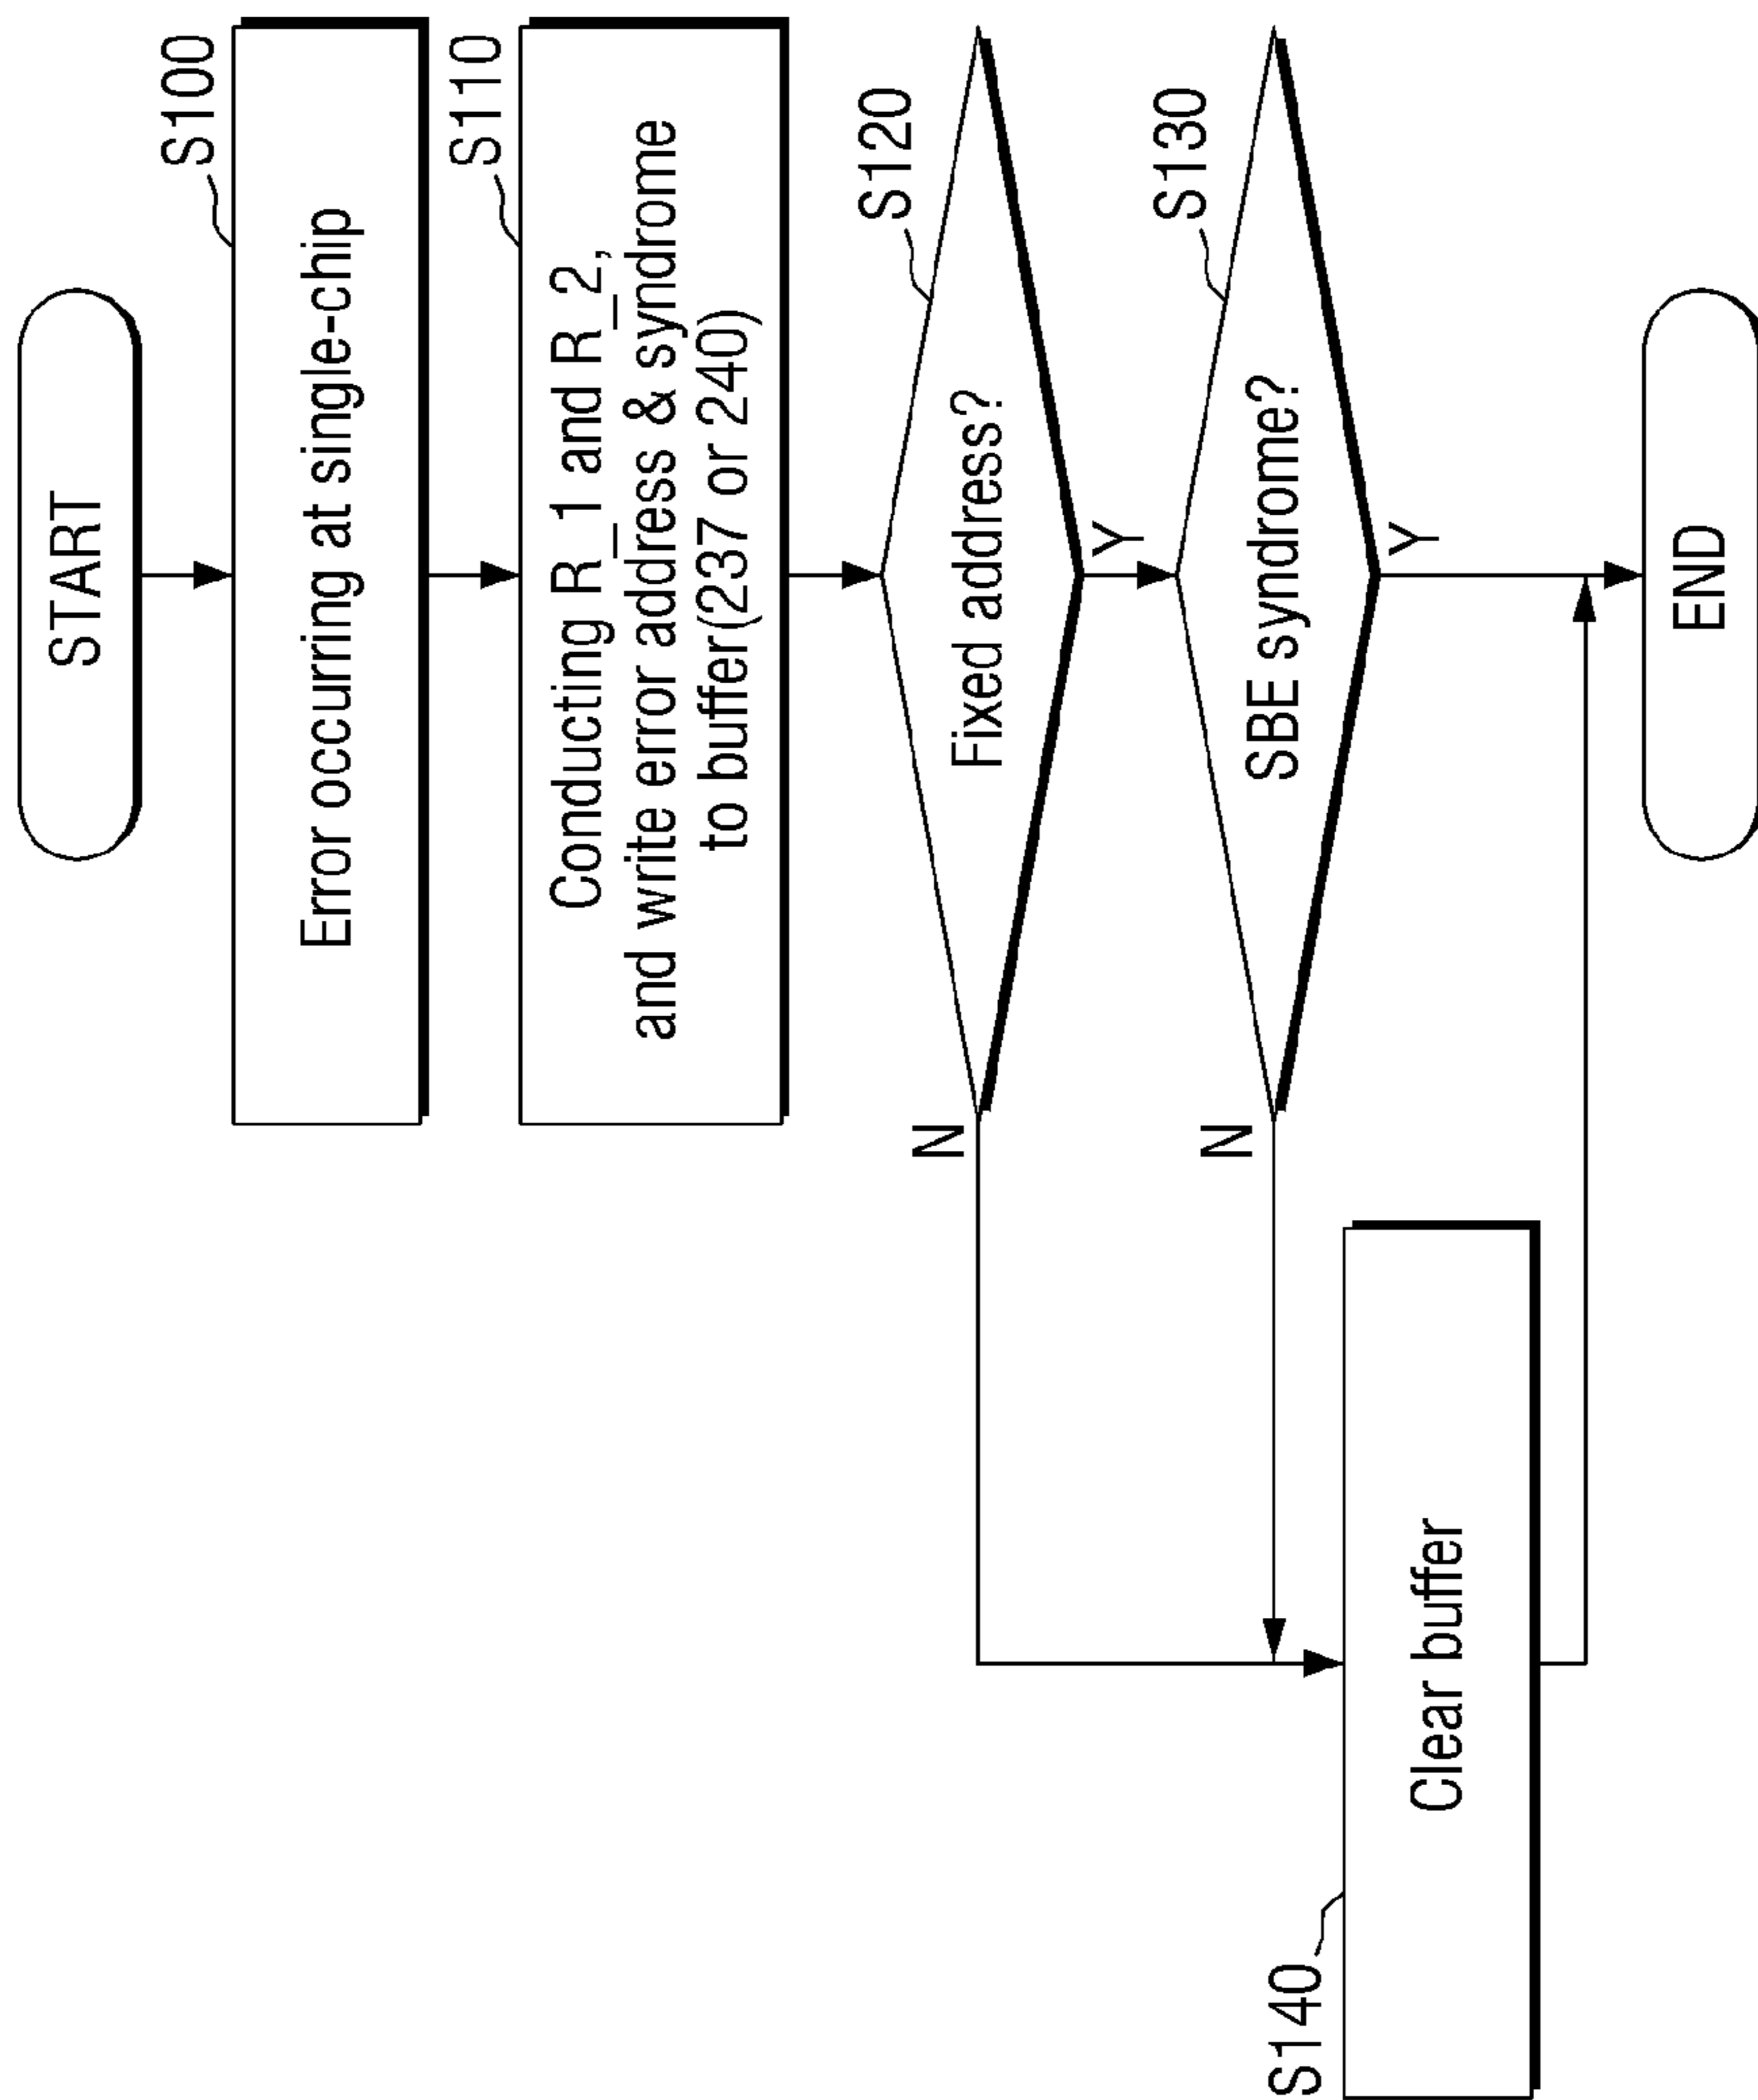 START
S100
Error occurring at single-chip
S110
Conducting R_1 and R_2,
and write error address & syndrome
to buffer(237 or 240)
S120
Fixed address?
N
Y
S130
SBE syndrome?
N
Y
S140
Clear buffer
END